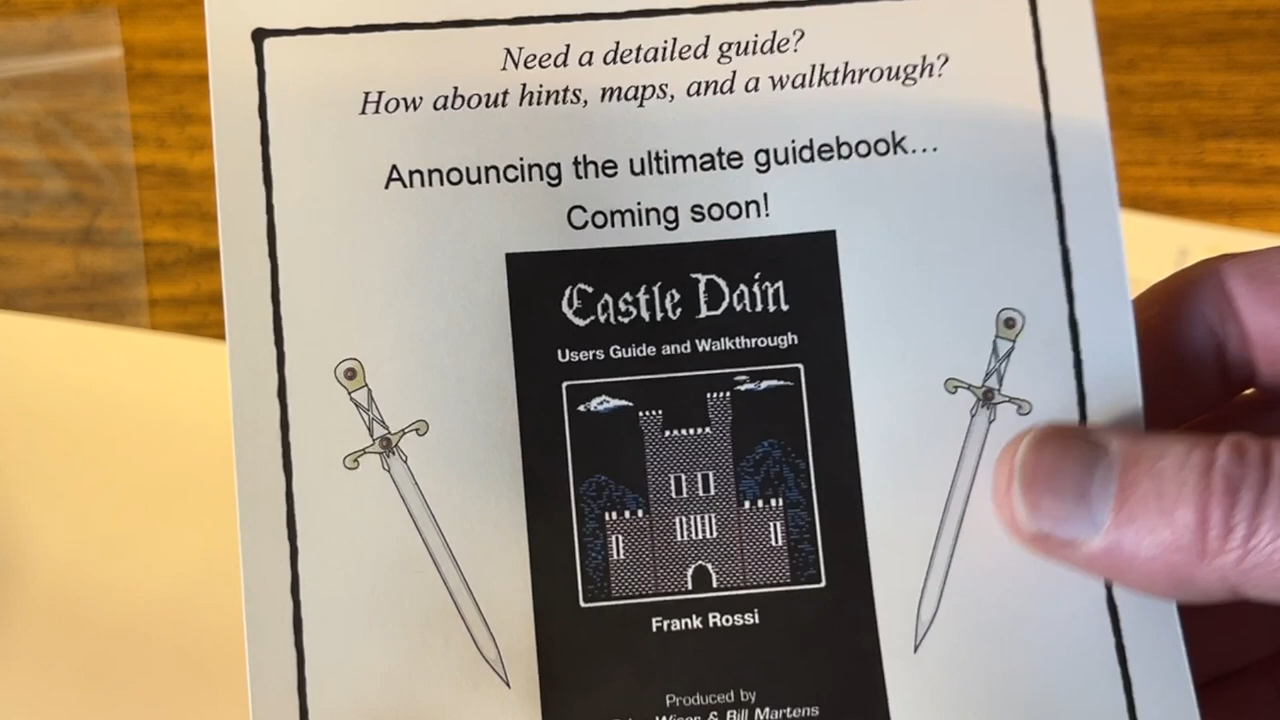 Need a detailed guide?
How about hints, maps, and a walkthrough?
Announcing the ultimate guidebook...
Coming soon!
Castle Dain
Users Guide and Walkthrough
Frank Rossi
Produced by
& Bill Martens